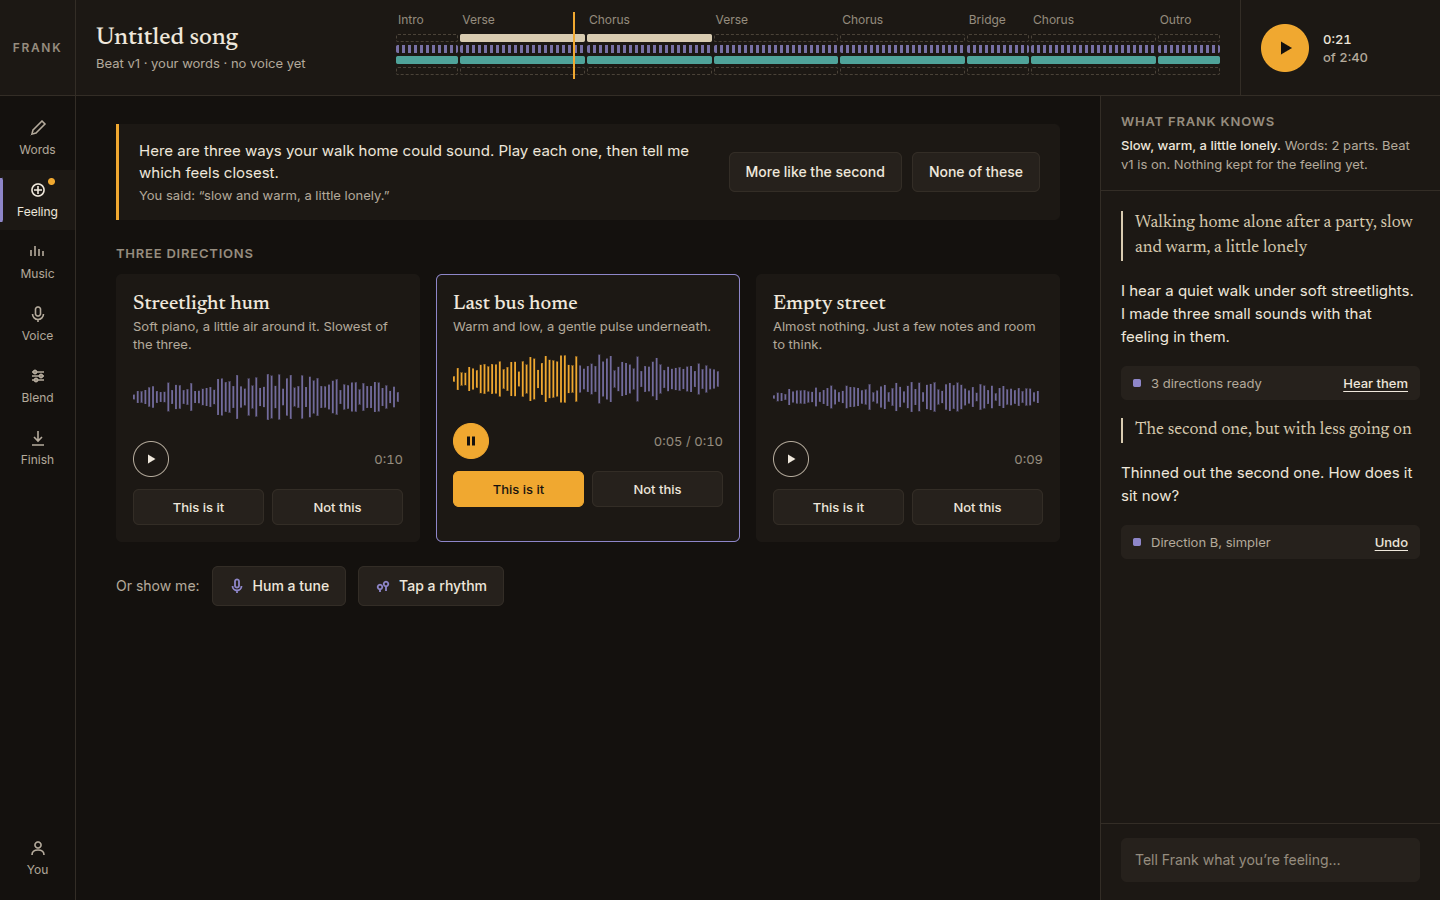 FRANK
Untitled song
Beat v1 · your words · no voice yet
Intro Verse Chorus Verse Chorus Bridge Chorus Outro
0:21
of 2:40
Words
Feeling
Music
Voice
Blend
Finish
You
Here are three ways your walk home could sound. Play each one, then tell me
which feels closest.
You said: “slow and warm, a little lonely.”
More like the second
None of these
THREE DIRECTIONS
Streetlight hum
Soft piano, a little air around it. Slowest of
the three.
0:10
This is it
Not this
Last bus home
Warm and low, a gentle pulse underneath.
0:05 / 0:10
This is it
Not this
Empty street
Almost nothing. Just a few notes and room
to think.
0:09
This is it
Not this
Or show me:
Hum a tune
Tap a rhythm
WHAT FRANK KNOWS
Slow, warm, a little lonely. Words: 2 parts. Beat
v1 is on. Nothing kept for the feeling yet.
Walking home alone after a party, slow
and warm, a little lonely
I hear a quiet walk under soft streetlights.
I made three small sounds with that
feeling in them.
3 directions ready
Hear them
The second one, but with less going on
Thinned out the second one. How does it
sit now?
Direction B, simpler
Undo
Tell Frank what you’re feeling...